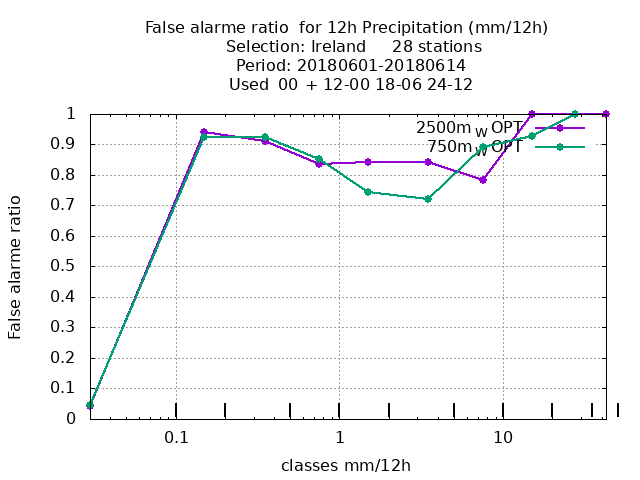 False alarme ratio  for 12h Precipitation (mm/12h)
Selection: Ireland     28 stations
Period: 20180601-20180614
Used  00  + 12-00 18-06 24-12
2500m W OPT
750m W OPT
1
0.9
0.8
0.7
0.6
0.5
0.4
0.3
0.2
0.1
0
False alarme ratio
0.1
1
10
classes mm/12h